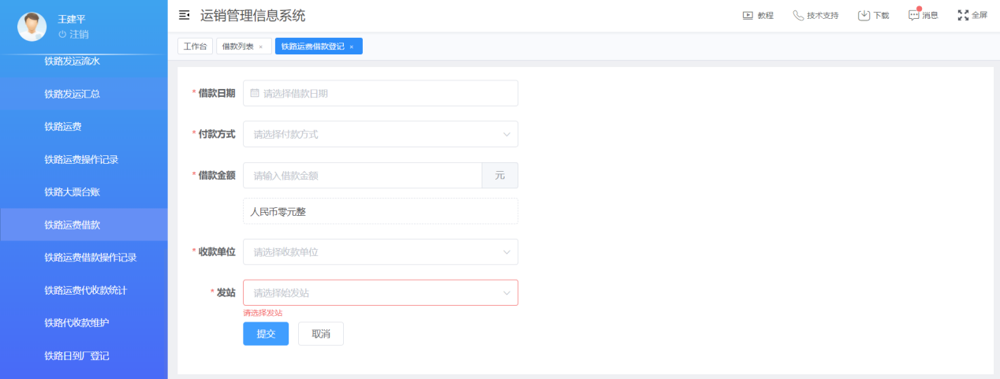 王建平
注销
铁路发运流水
铁路发运汇总
铁路运费
铁路运费操作记录
铁路大票台账
铁路运费借款
铁路运费借款操作记录
铁路运费代收款统计
铁路代收款维护
铁路日到厂登记
运销管理信息系统
教程 技术支持 下载 消息 全屏
工作台 借款列表 × 铁路运费借款登记 ×
* 借款日期 请选择借款日期
* 付款方式 请选择付款方式
* 借款金额 请输入借款金额 元
人民币零元整
* 收款单位 请选择收款单位
* 发站 请选择始发站
请选择发站
提交 取消